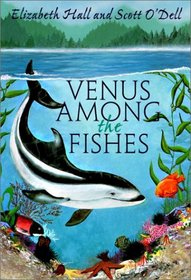 Elizabeth Hall and Scott O'Dell
VENUS
AMONG
the
FISHES